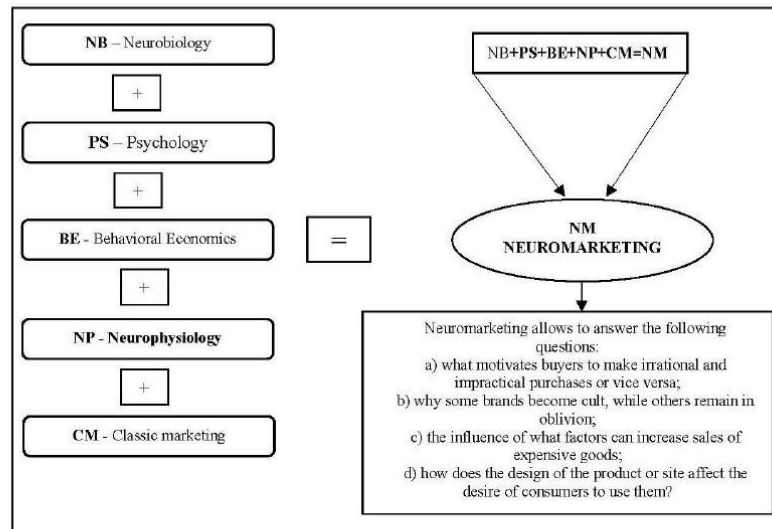 NB – Neurobiology
+
PS – Psychology
+
BE - Behavioral Economics
+
NP - Neurophysiology
+
CM - Classic marketing
=
NB+PS+BE+NP+CM=NM
NM
NEUROMARKETING
Neuromarketing allows to answer the following
questions:
a) what motivates buyers to make irrational and
impractical purchases or vice versa;
b) why some brands become cult, while others remain in
oblivion;
c) the influence of what factors can increase sales of
expensive goods;
d) how does the design of the product or site affect the
desire of consumers to use them?